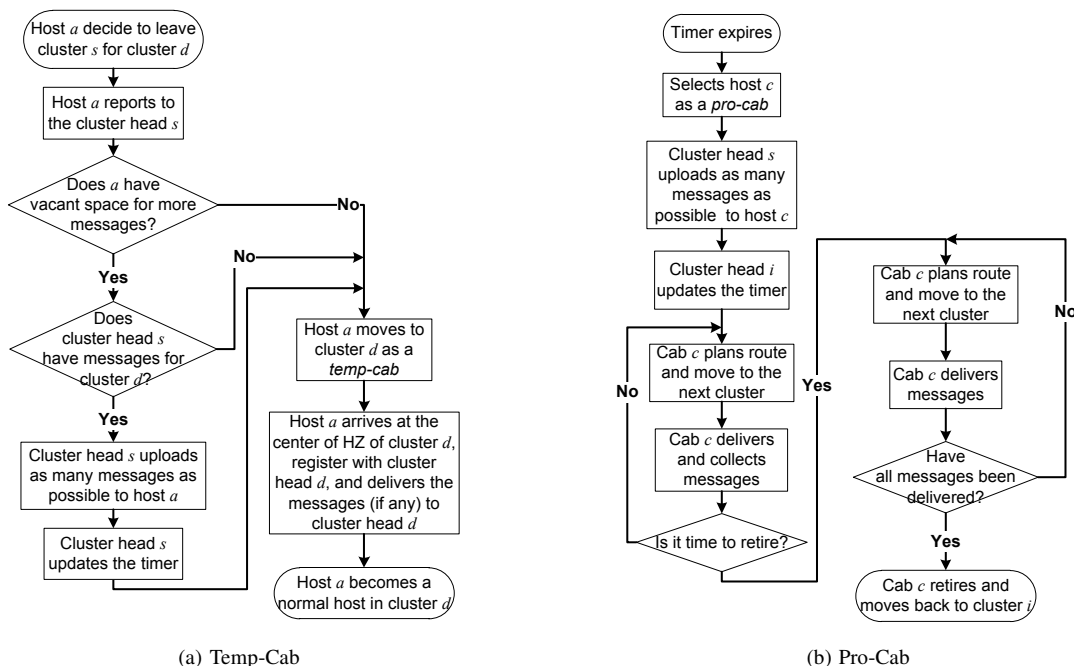 Host a decide to leave
cluster s for cluster d
Host a reports to
the cluster head s
Does a have
vacant space for more
messages?
No
Yes
Does
cluster head s
have messages for
cluster d?
No
Yes
Cluster head s uploads
as many messages as
possible to host a
Cluster head s
updates the timer
Host a moves to
cluster d as a
temp-cab
Host a arrives at the
center of HZ of cluster d,
register with cluster
head d, and delivers the
messages (if any) to
cluster head d
Host a becomes a
normal host in cluster d
(a) Temp-Cab
Timer expires
Selects host c
as a pro-cab
Cluster head s
uploads as many
messages as
possible to host c
Cluster head i
updates the timer
Cab c plans route
and move to the
next cluster
No
Cab c delivers
and collects
messages
Is it time to retire?
Yes
Cab c plans route
and move to the
next cluster
No
Cab c delivers
messages
Have
all messages been
delivered?
Yes
Cab c retires and
moves back to cluster i
(b) Pro-Cab